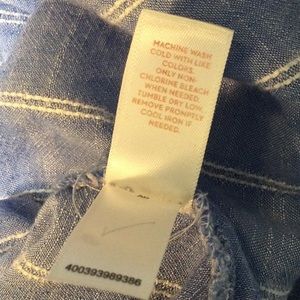 MACHINE WASH
COLD WITH LIKE
COLORS.
ONLY NON-
CHLORINE BLEACH
WHEN NEEDED.
TUMBLE DRY LOW.
REMOVE PROMPTLY
COOL IRON IF
NEEDED.
400393989386